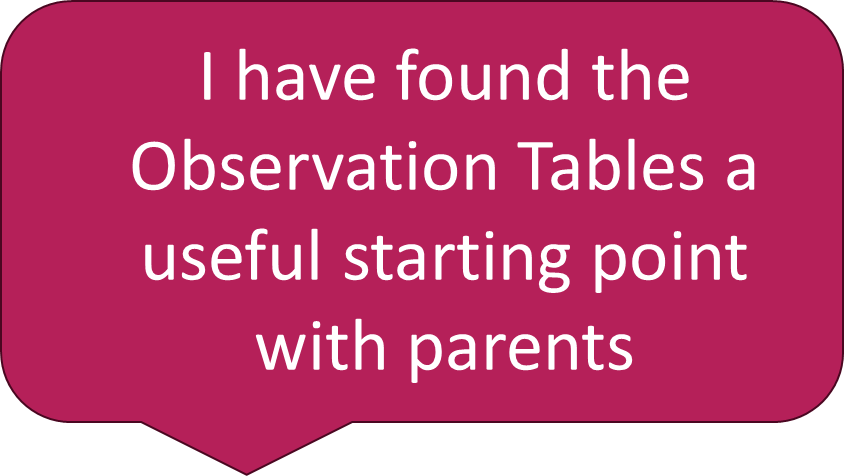 I have found the
Observation Tables a
useful starting point
with parents